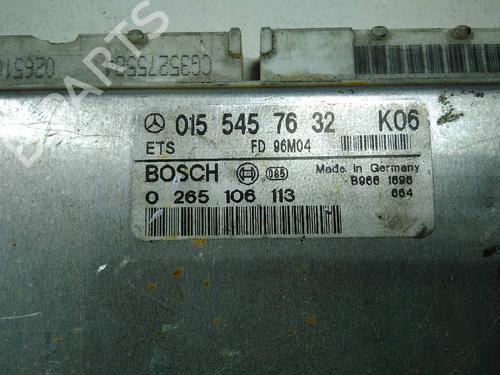 CG3527556
015 545 76 32 K06
ETS FD 96M04
BOSCH 065 Made in Germany
B966 1696
0 265 106 113 664
PARTS